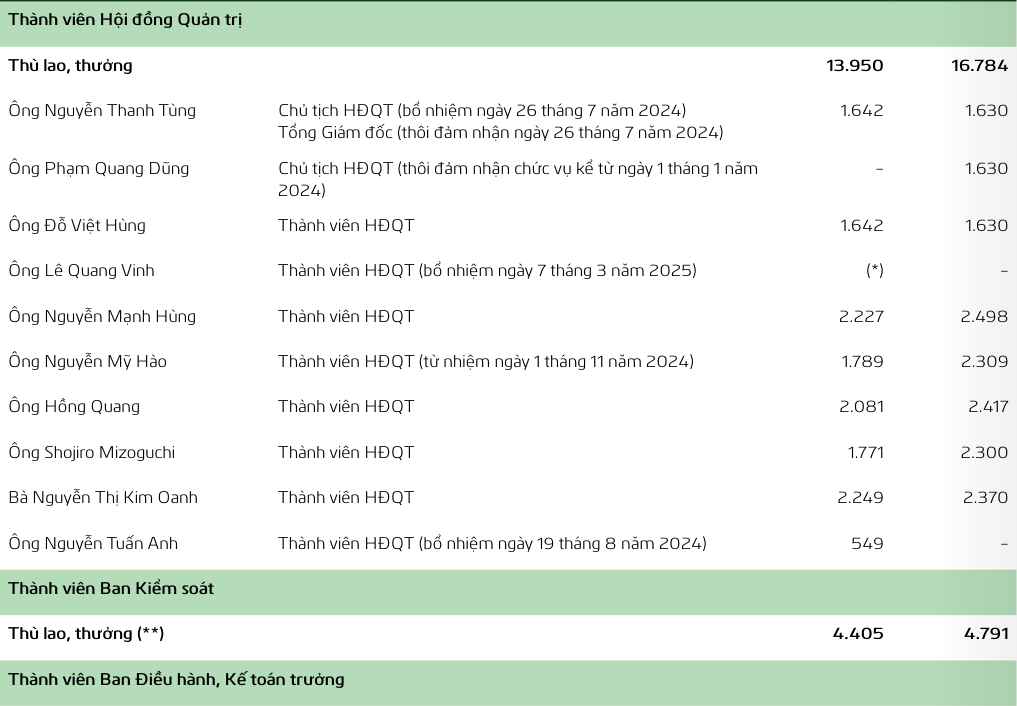 Thành viên Hội đồng Quản trị
Thù lao, thưởng 13.950 16.784
Ông Nguyễn Thanh Tùng Chủ tịch HĐQT (bổ nhiệm ngày 26 tháng 7 năm 2024) 1.642 1.630
Tổng Giám đốc (thôi đảm nhận ngày 26 tháng 7 năm 2024)
Ông Phạm Quang Dũng Chủ tịch HĐQT (thôi đảm nhận chức vụ kể từ ngày 1 tháng 1 năm – 1.630
2024)
Ông Đỗ Việt Hùng Thành viên HĐQT 1.642 1.630
Ông Lê Quang Vinh Thành viên HĐQT (bổ nhiệm ngày 7 tháng 3 năm 2025) (*) –
Ông Nguyễn Mạnh Hùng Thành viên HĐQT 2.227 2.498
Ông Nguyễn Mỹ Hào Thành viên HĐQT (từ nhiệm ngày 1 tháng 11 năm 2024) 1.789 2.309
Ông Hồng Quang Thành viên HĐQT 2.081 2.417
Ông Shojiro Mizoguchi Thành viên HĐQT 1.771 2.300
Bà Nguyễn Thị Kim Oanh Thành viên HĐQT 2.249 2.370
Ông Nguyễn Tuấn Anh Thành viên HĐQT (bổ nhiệm ngày 19 tháng 8 năm 2024) 549 –
Thành viên Ban Kiểm soát
Thù lao, thưởng (**) 4.405 4.791
Thành viên Ban Điều hành, Kế toán trưởng